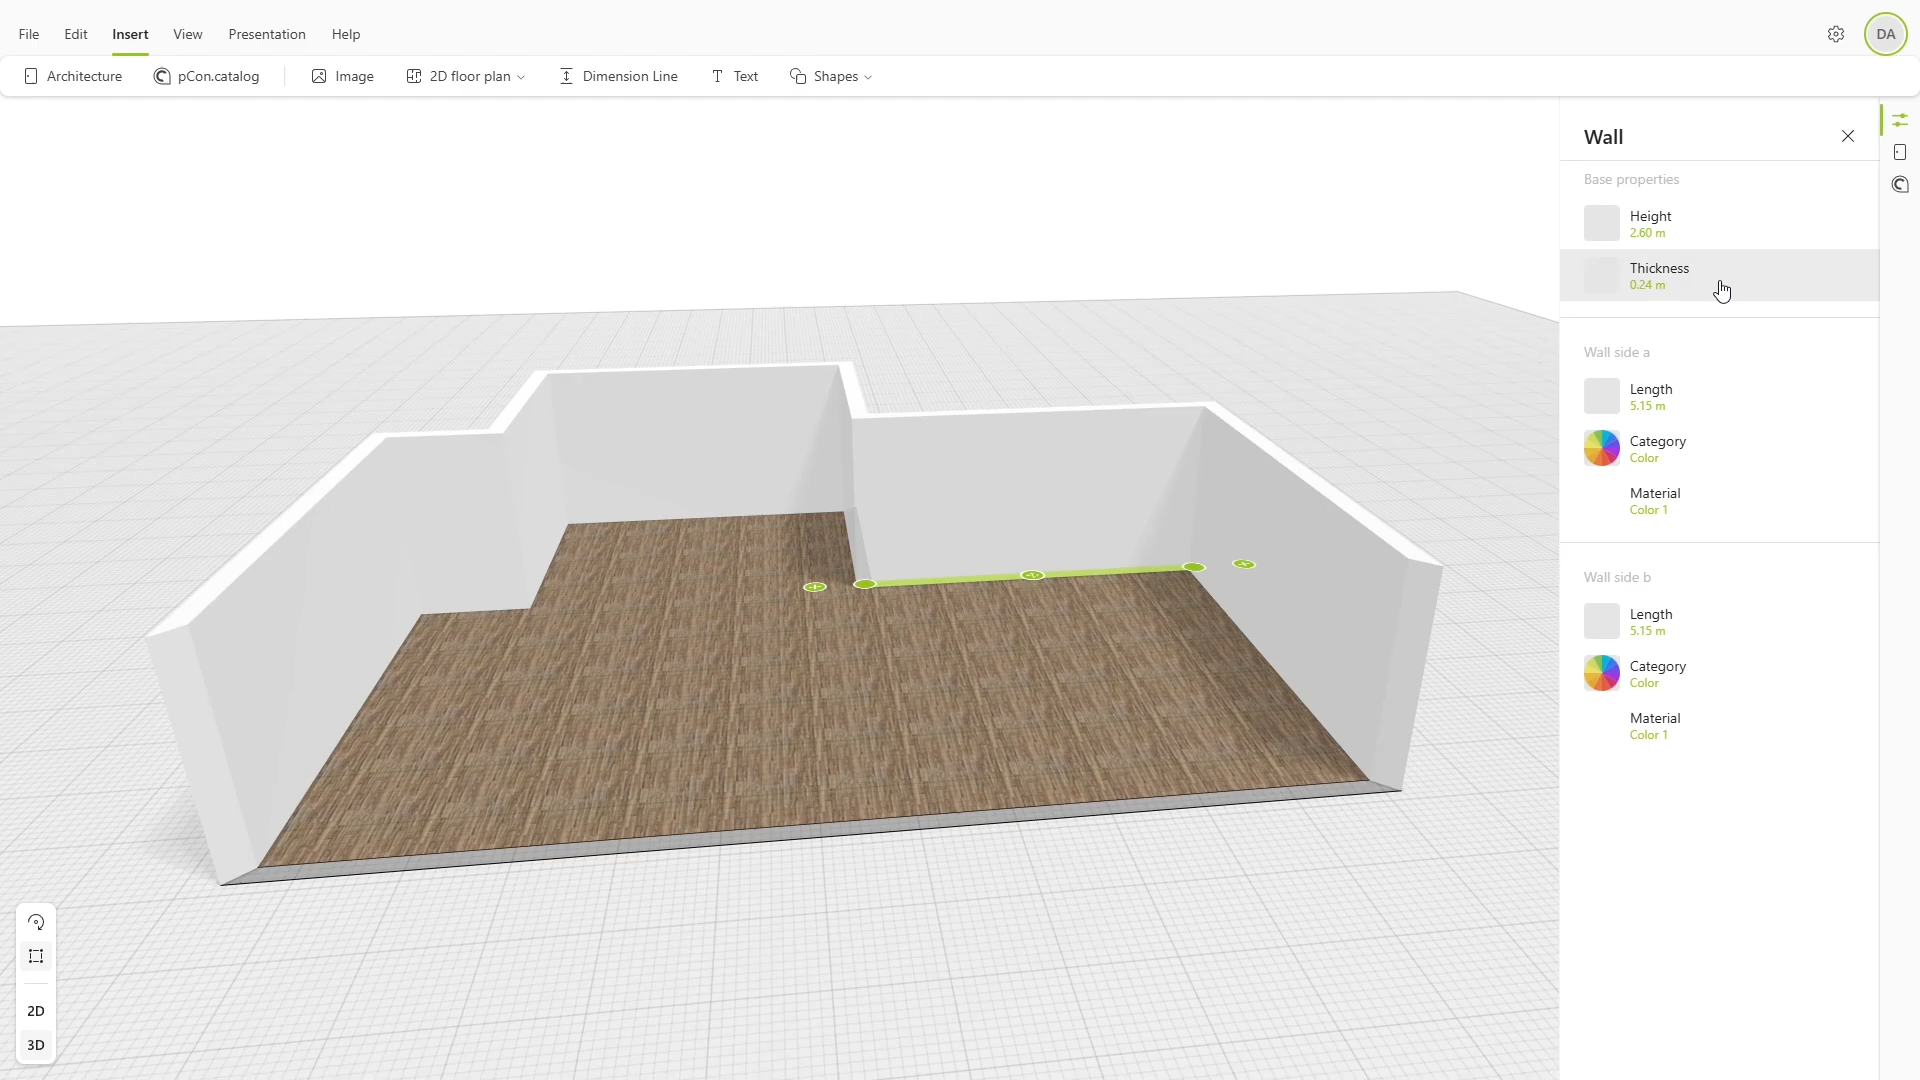 File Edit Insert View Presentation Help
DA
Architecture pCon.catalog Image 2D floor plan Dimension Line Text Shapes
Wall
Base properties
Height
2.60 m
Thickness
0.24 m
Wall side a
Length
5.15 m
Category
Color
Material
Color 1
Wall side b
Length
5.15 m
Category
Color
Material
Color 1
2D
3D